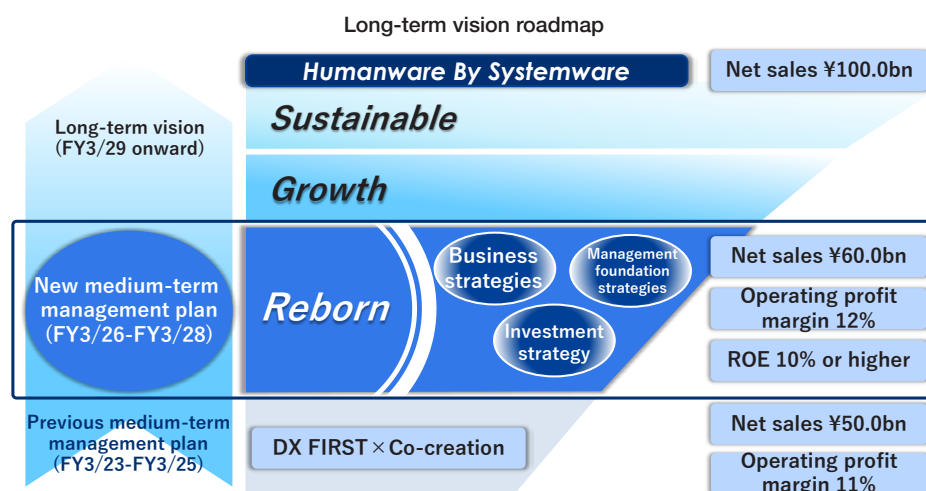 Long-term vision roadmap
Humanware By Systemware
Net sales ¥100.0bn
Long-term vision
(FY3/29 onward)
Sustainable
Growth
New medium-term
management plan
(FY3/26-FY3/28)
Reborn
Business
strategies
Management
foundation
strategies
Investment
strategy
Net sales ¥60.0bn
Operating profit
margin 12%
ROE 10% or higher
Previous medium-term
management plan
(FY3/23-FY3/25)
DX FIRST×Co-creation
Net sales ¥50.0bn
Operating profit
margin 11%